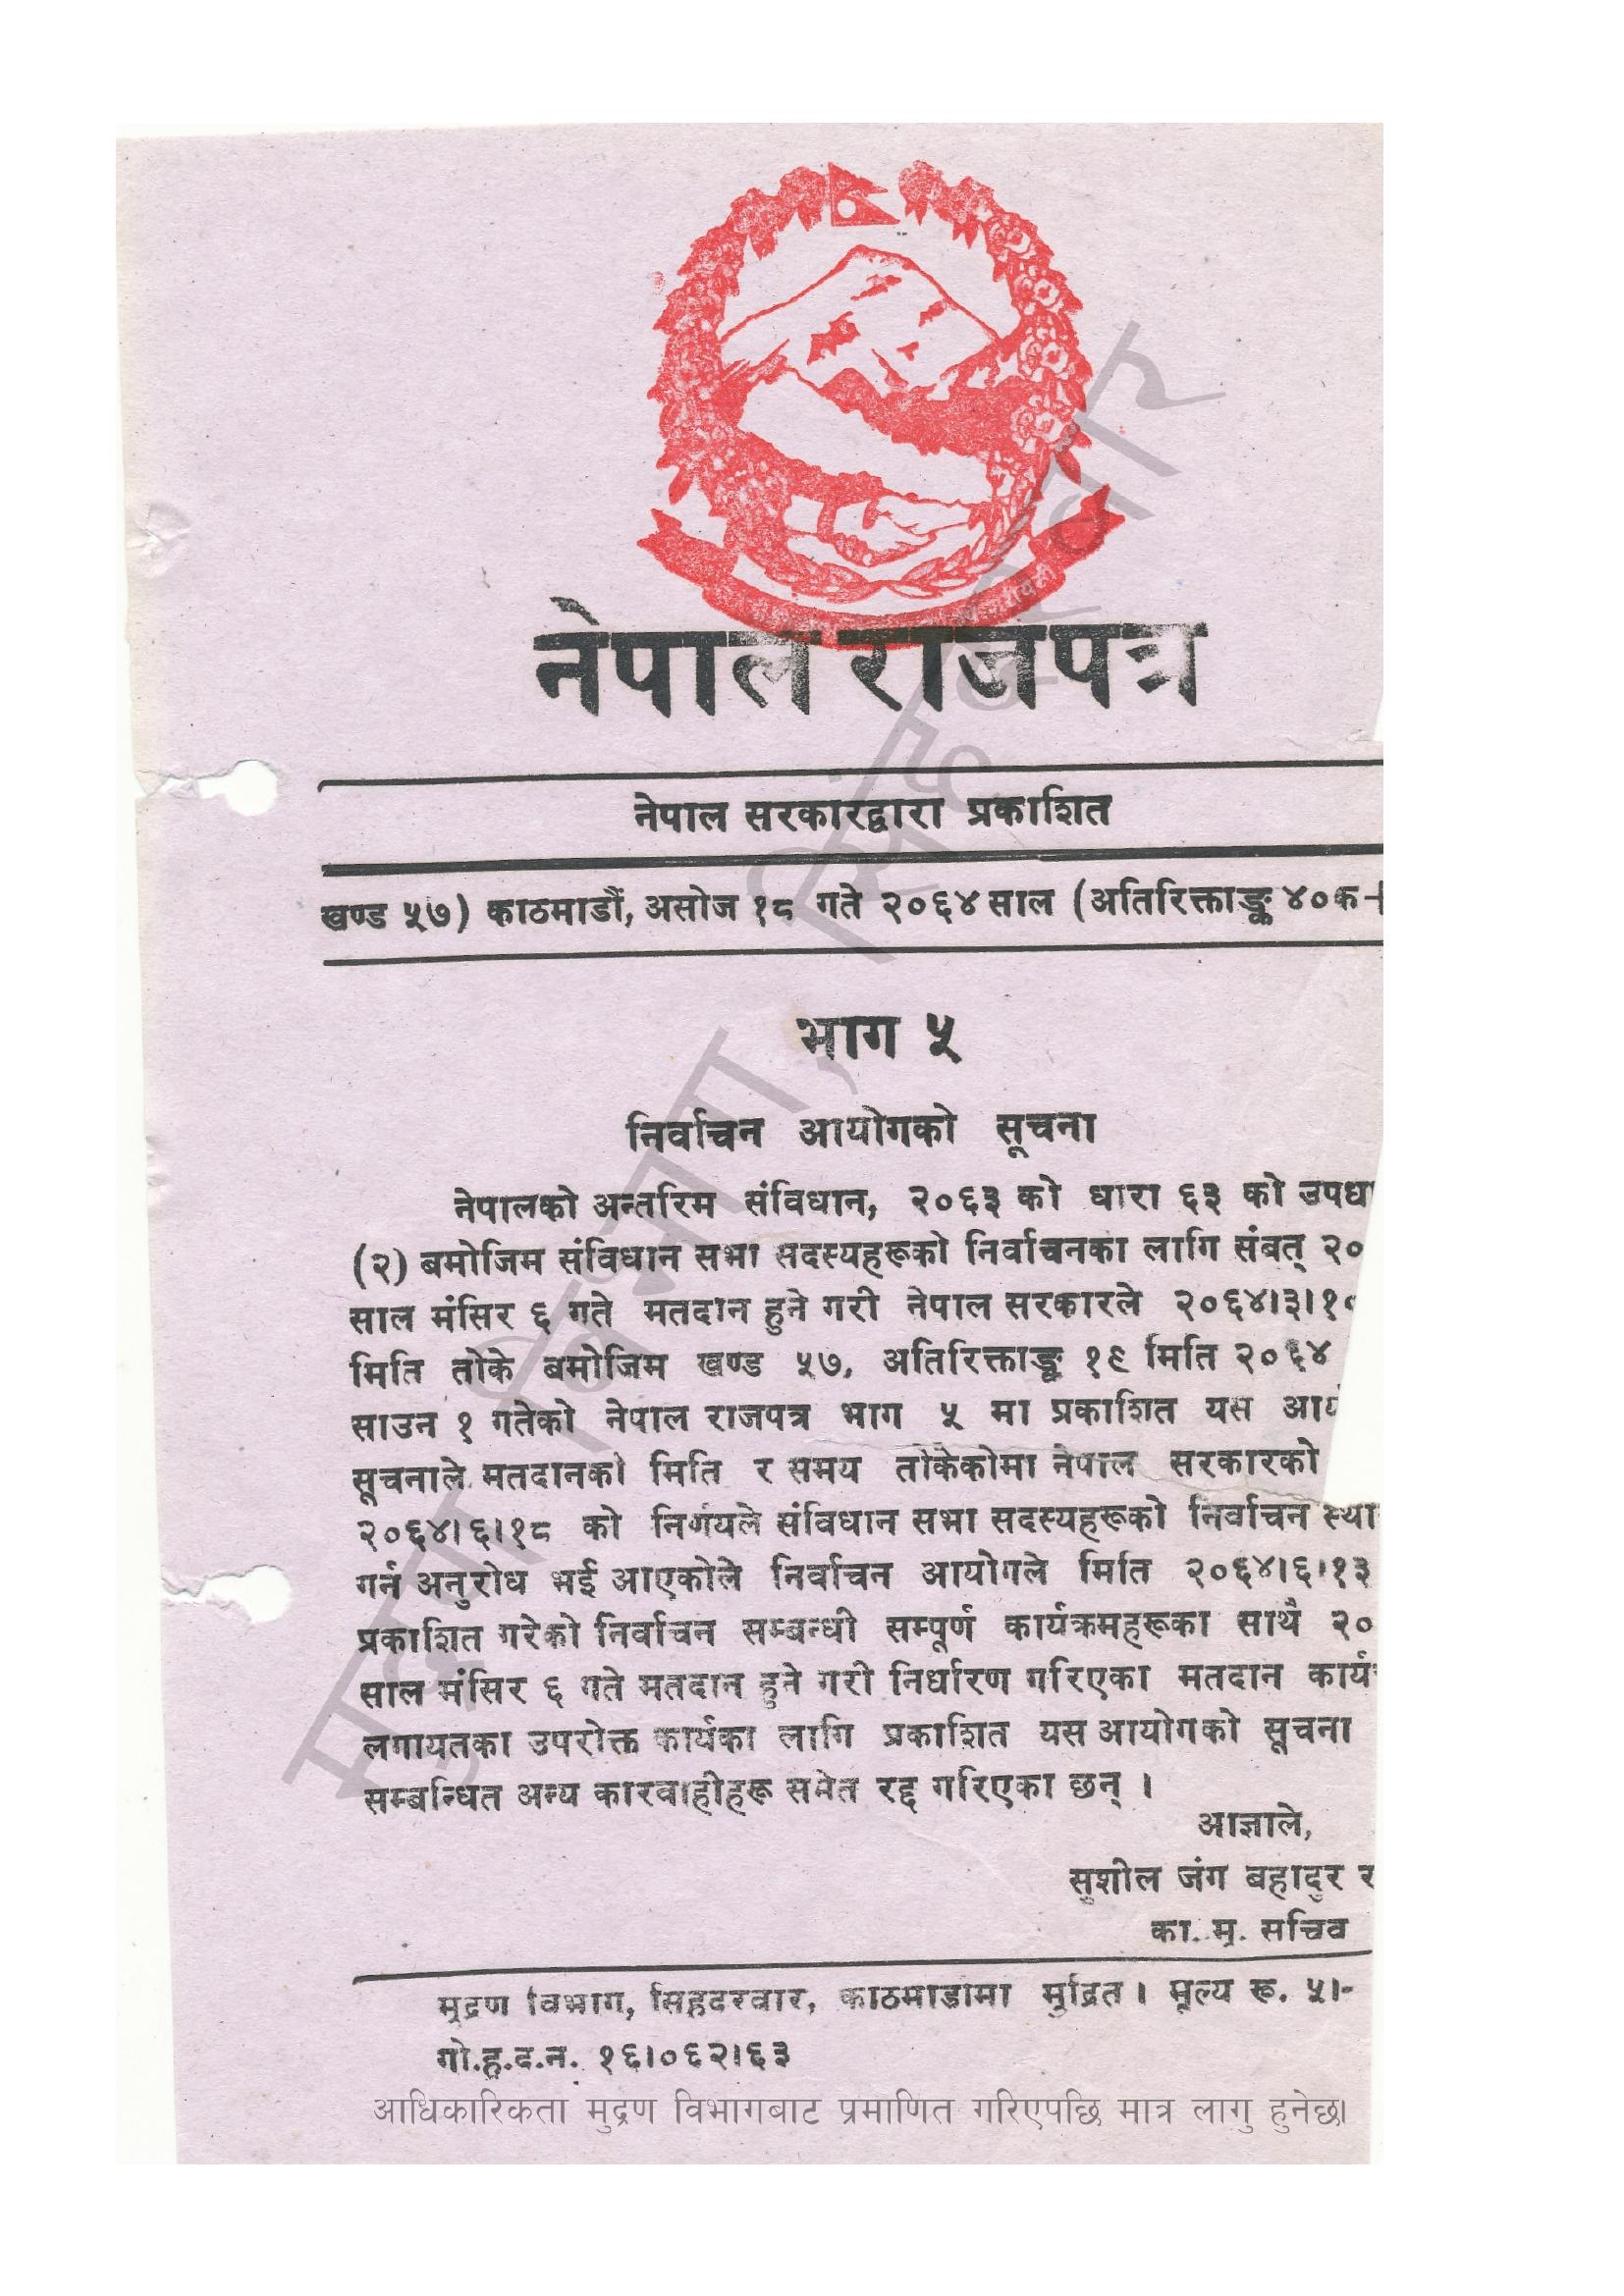 नेपाल राजपत्र
नेपाल सरकारद्वारा प्रकाशित
खण्ड ५७) काठमाडौं, असोज १८ गते २०६४ साल (अतिरिक्ताङ्क ४०क
भाग ५
निर्वाचन आयोगको सूचना
नेपालको अन्तरिम संविधान, २०६३ को धारा ६३ को
(२) बमोजिम संविधान सभा सदस्यहरूको निर्वाचनका लागि संबत् २०
साल मंसिर ६ गते मतदान हुने गरी नेपाल सरकारले २०६४।३।१०
मिति तोके बमोजिम खण्ड ५७, अतिरिक्ताङ्क १९ मिति २०६४
साउन १ गतेको नेपाल राजपत्र भाग ५ मा प्रकाशित यस
सूचनाले मतदानको मिति र समय तोकेकोमा नेपाल सरकारको
२०६४।६।१८ को निर्णयले संविधान सभा सदस्यहरूको निर्वाचन
गर्न अनुरोध भई आएकोले निर्वाचन आयोगले मिति २०६४।६।१३
प्रकाशित गरेको निर्वाचन सम्बन्धी सम्पूर्ण कार्यक्रमहरूका साथै २०
साल मंसिर ६ गते मतदान हुने गरी निर्धारण गरिएका मतदान
लगायतका उपरोक्त कार्यका लागि प्रकाशित यस आयोगको सूचना
सम्बन्धित अन्य कारवाहीहरू समेत रद्द गरिएका छन् ।
आज्ञाले,
सुशील जंग बहादुर
का. मु. सचिव
मुद्रण विभाग, सिंहदरवार, काठमाडौंमा मुद्रित । मूल्य रू. ५।-
गो.ह.द.न. १६।०६२।६३
आधिकारिकता मुद्रण विभागबाट प्रमाणित गरिएपछि मात्र लागु हुनेछ।
मुद्रण विभाग, सिंहदरबार